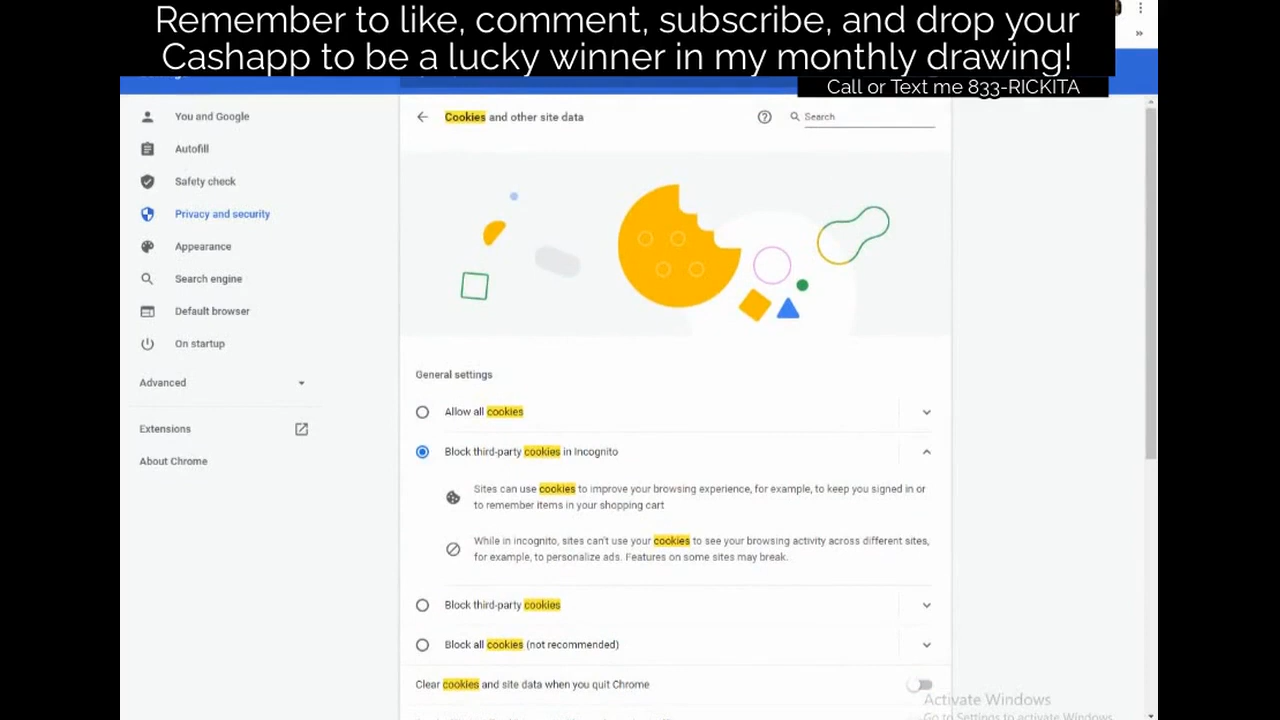 Remember to like, comment, subscribe, and drop your
Cashapp to be a lucky winner in my monthly drawing!
Call or Text me 833-RICKITA
You and Google
Autofill
Safety check
Privacy and security
Appearance
Search engine
Default browser
On startup
Advanced
Extensions
About Chrome
Cookies and other site data
Search
General settings
Allow all cookies
Block third-party cookies in Incognito
Sites can use cookies to improve your browsing experience, for example, to keep you signed in or
to remember items in your shopping cart
While in incognito, sites can't use your cookies to see your browsing activity across different sites,
for example, to personalize ads. Features on some sites may break.
Block third-party cookies
Block all cookies (not recommended)
Clear cookies and site data when you quit Chrome
Activate Windows
Go to Settings to activate Windows.